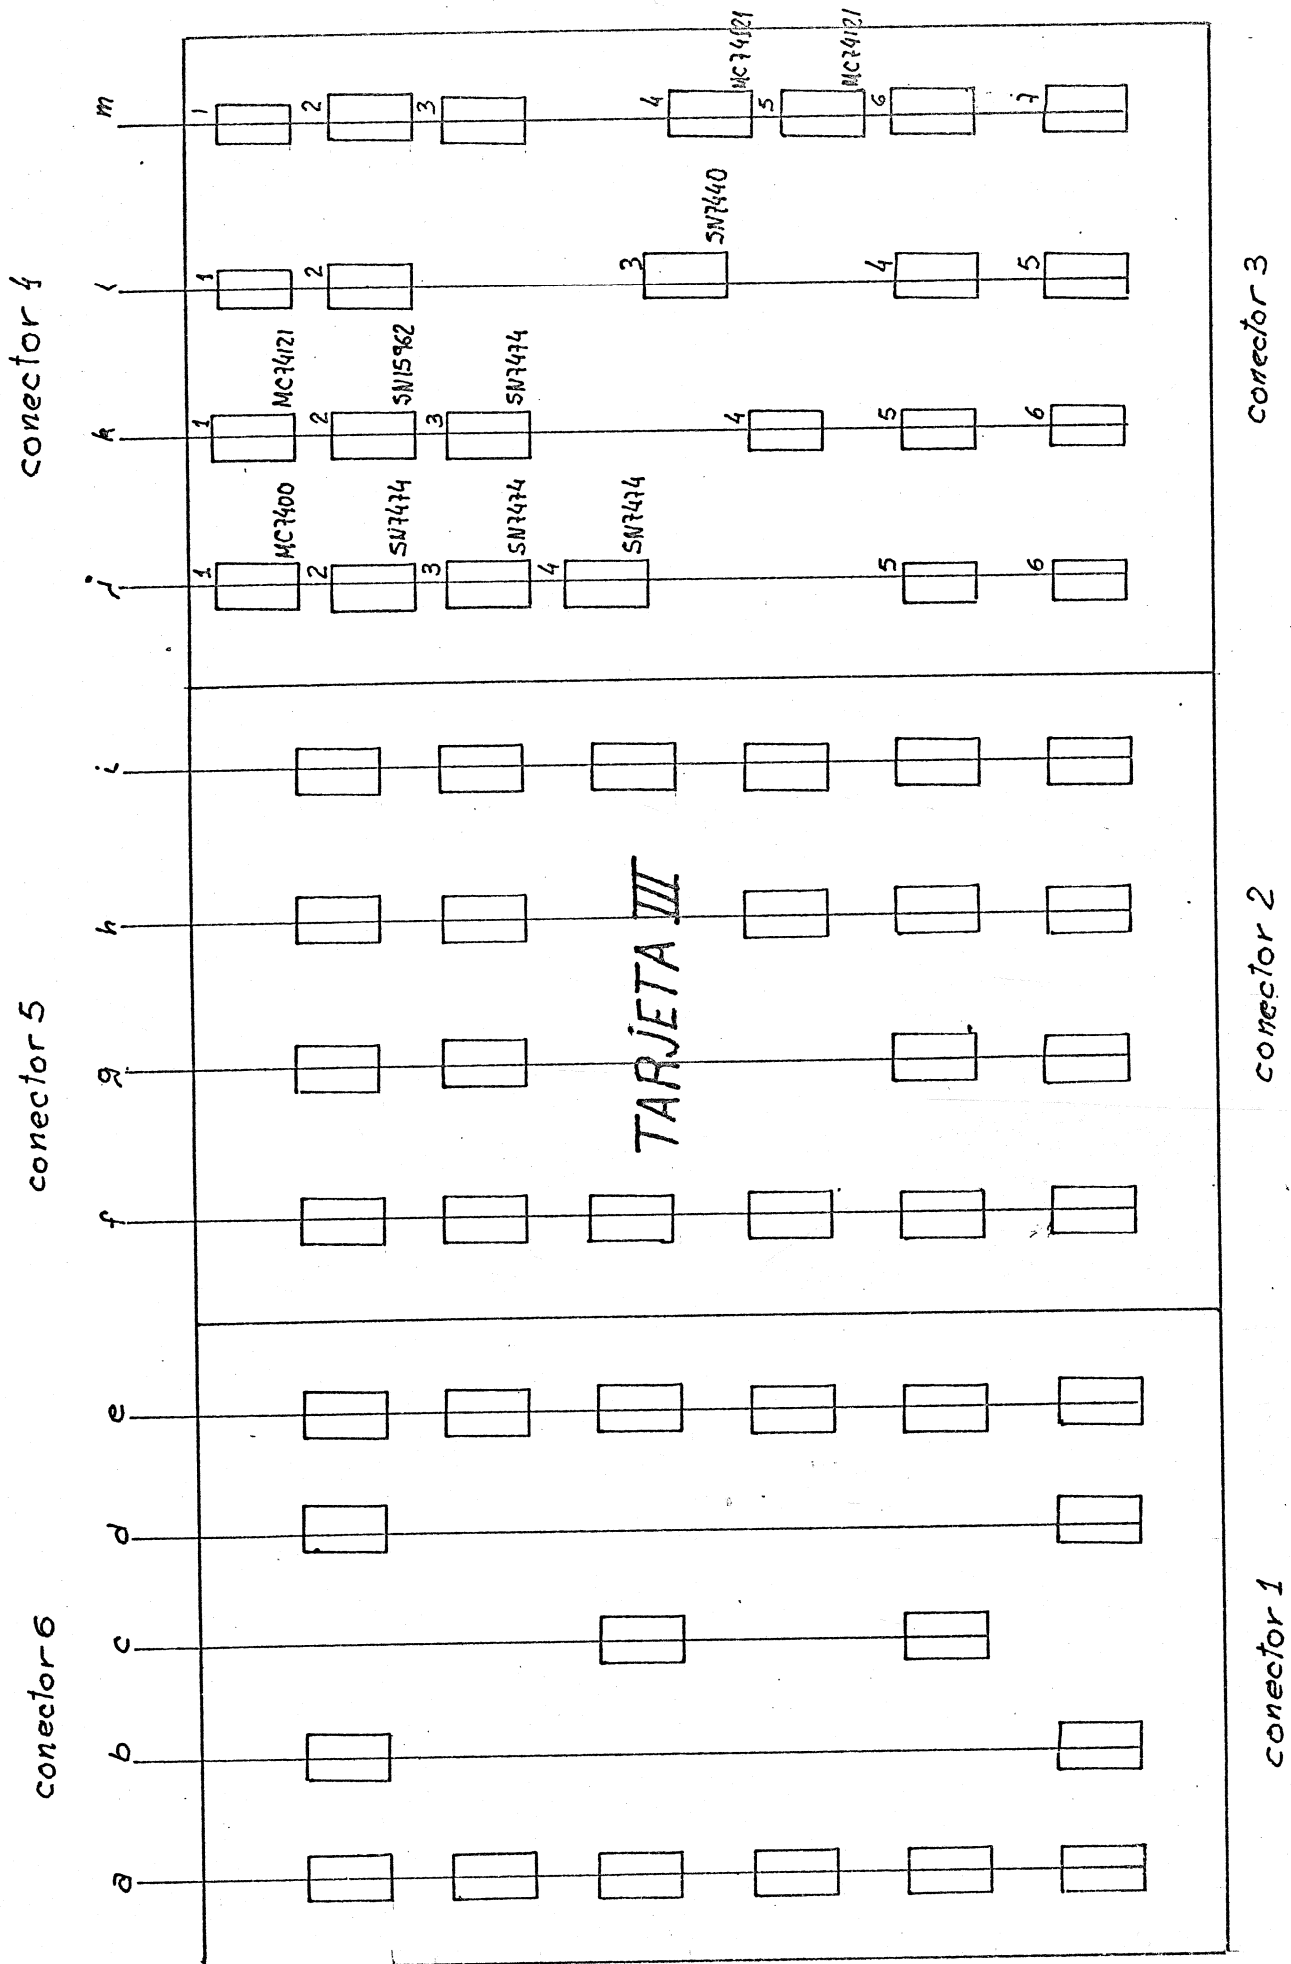 conector 6
conector 5
conector 4
a
b
c
d
e
f
g
h
i
j
k
l
m
1
MC7400
2
SN7474
3
SN7474
4
SN7474
5
6
1
MC74121
2
SN15962
3
SN7474
4
5
6
1
2
3
SN7440
4
5
1
2
3
4
MC74121
5
MC74121
6
7
TARJETA III
conector 1
conector 2
conector 3